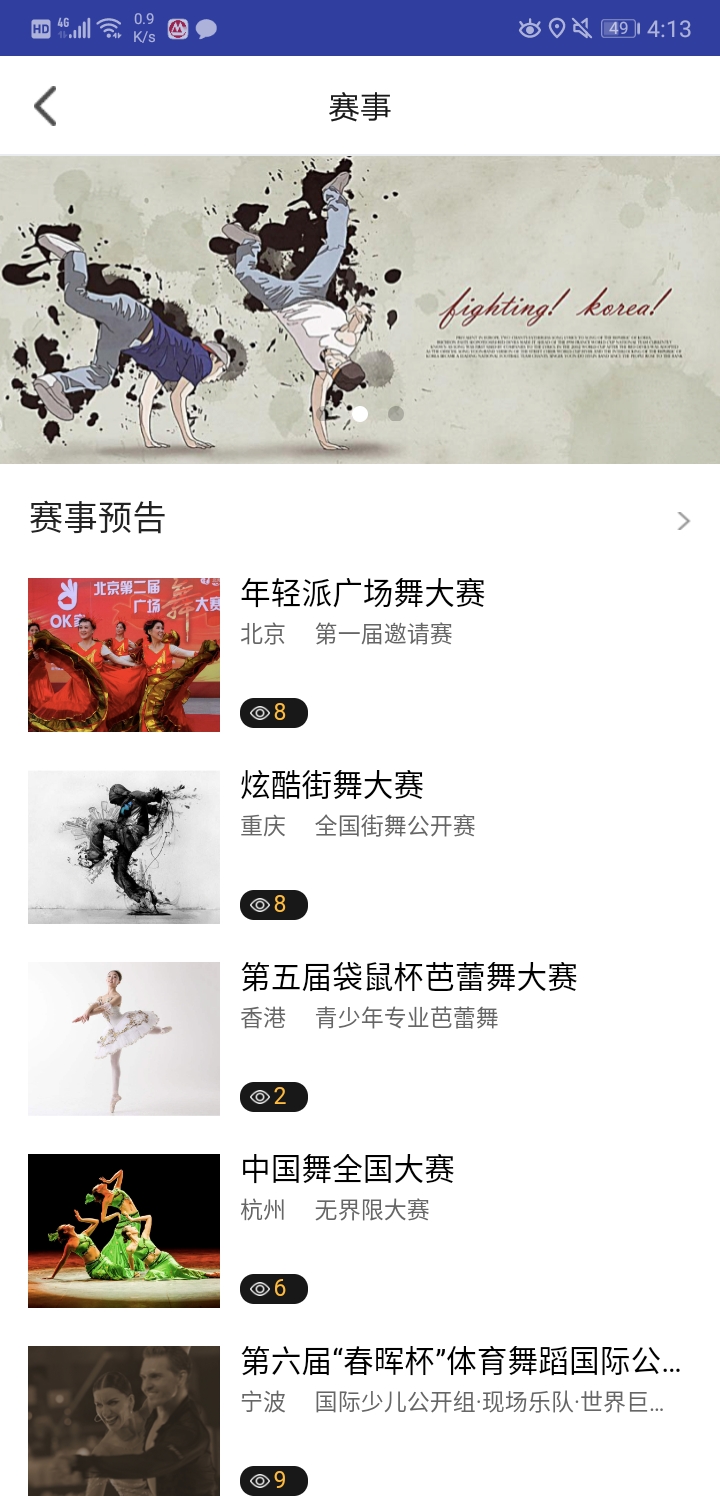 HD 4G 0.9 K/s 49 4:13
赛事
fighting! korea!
赛事预告
北京第二届
广场舞大赛
OK
年轻派广场舞大赛
北京 第一届邀请赛
8
炫酷街舞大赛
重庆 全国街舞公开赛
8
第五届袋鼠杯芭蕾舞大赛
香港 青少年专业芭蕾舞
2
中国舞全国大赛
杭州 无界限大赛
6
第六届“春晖杯”体育舞蹈国际公...
宁波 国际少儿公开组·现场乐队·世界巨...
9